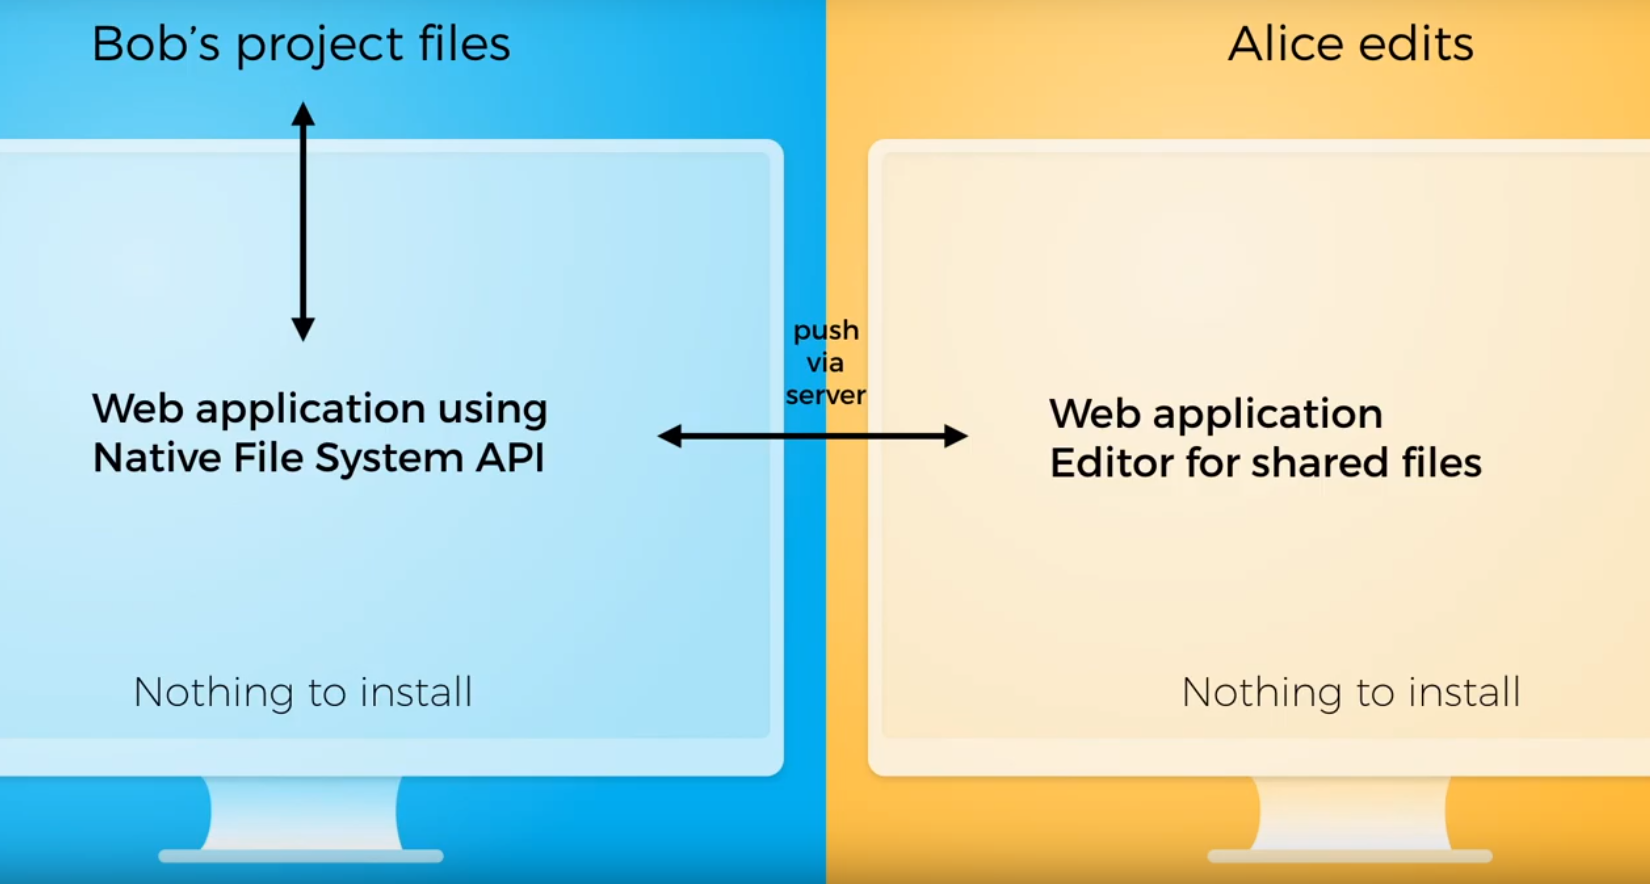 Bob’s project files
Alice edits
push
via
server
Web application using
Native File System API
Web application
Editor for shared files
Nothing to install
Nothing to install